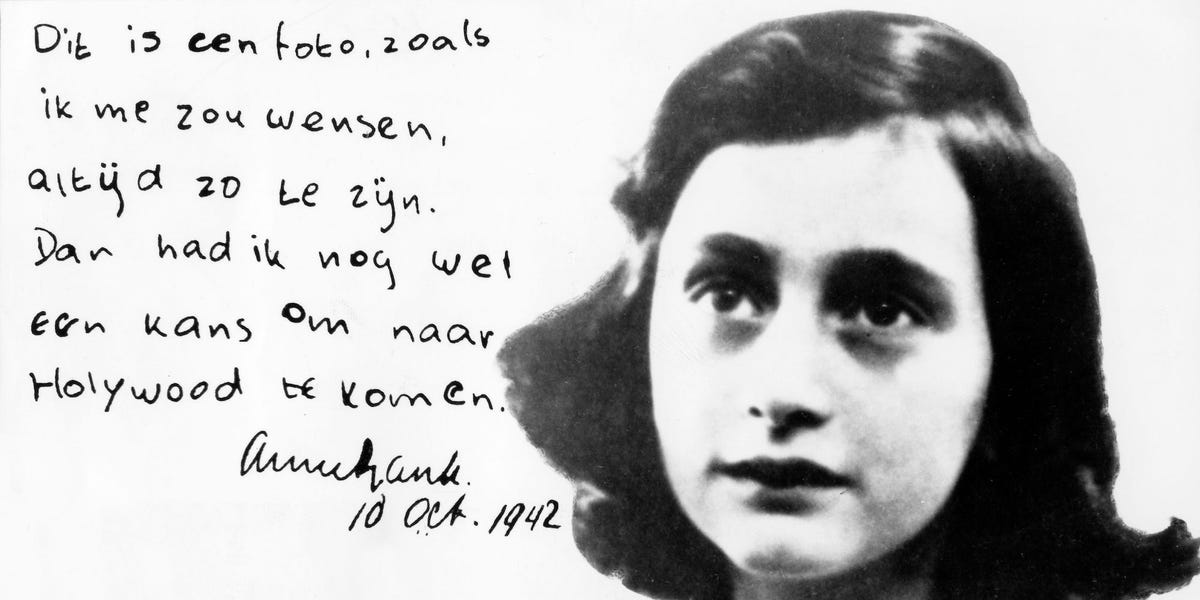 Dit is een foto, zoals
ik me zou wensen,
altijd zo te zijn.
Dan had ik nog wel
een kans om naar
Holywood te komen.
Annefrank.
10 Oct. 1942